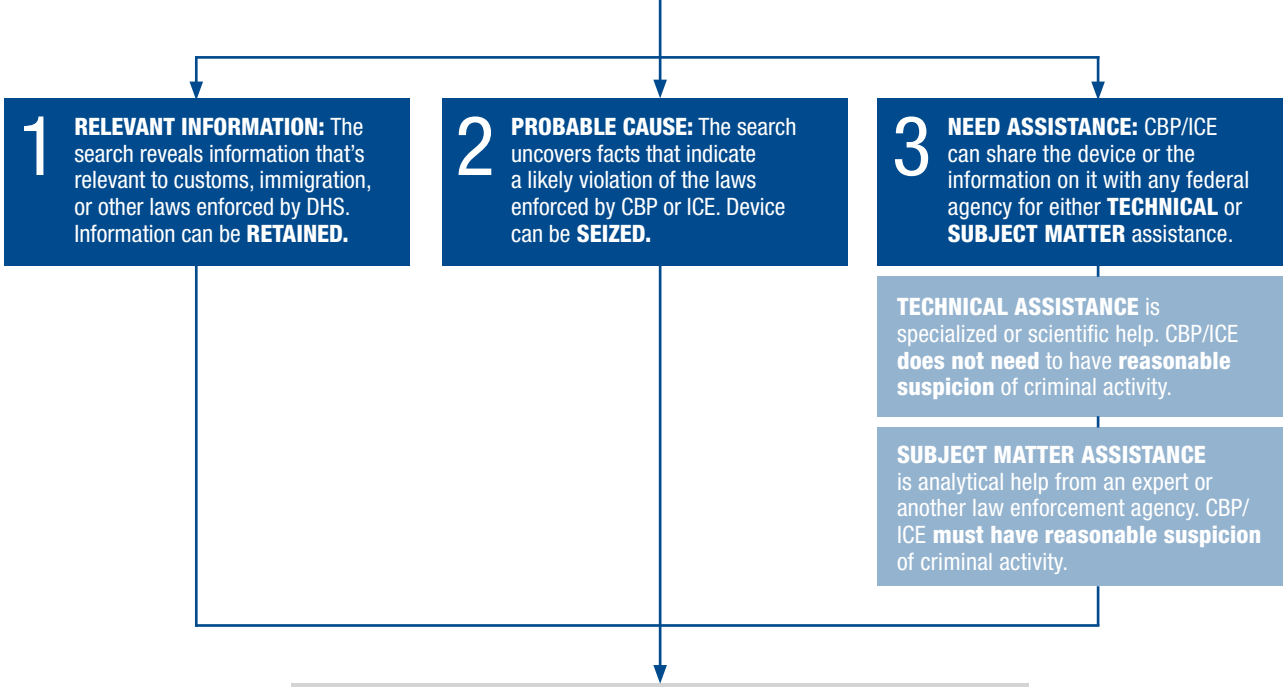 1
RELEVANT INFORMATION: The
search reveals information that's
relevant to customs, immigration,
or other laws enforced by DHS.
Information can be RETAINED.
2
PROBABLE CAUSE: The search
uncovers facts that indicate
a likely violation of the laws
enforced by CBP or ICE. Device
can be SEIZED.
3
NEED ASSISTANCE: CBP/ICE
can share the device or the
information on it with any federal
agency for either TECHNICAL or
SUBJECT MATTER assistance.
TECHNICAL ASSISTANCE is
specialized or scientific help. CBP/ICE
does not need to have reasonable
suspicion of criminal activity.
SUBJECT MATTER ASSISTANCE
is analytical help from an expert or
another law enforcement agency. CBP/
ICE must have reasonable suspicion
of criminal activity.